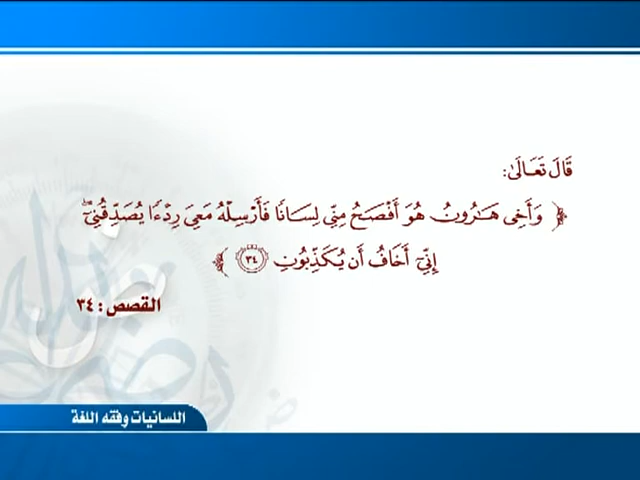 قَالَ تَعَالَىٰ:
﴿ وَأَخِى هَـٰرُونُ هُوَ أَفْصَحُ مِنِّى لِسَانًا فَأَرْسِلْهُ مَعِىَ رِدْءًا يُصَدِّقُنِىٓ ۖ
إِنِّىٓ أَخَافُ أَن يُكَذِّبُونِ ٣٤ ﴾
القصص: ٣٤
اللسانيات وفقه اللغة